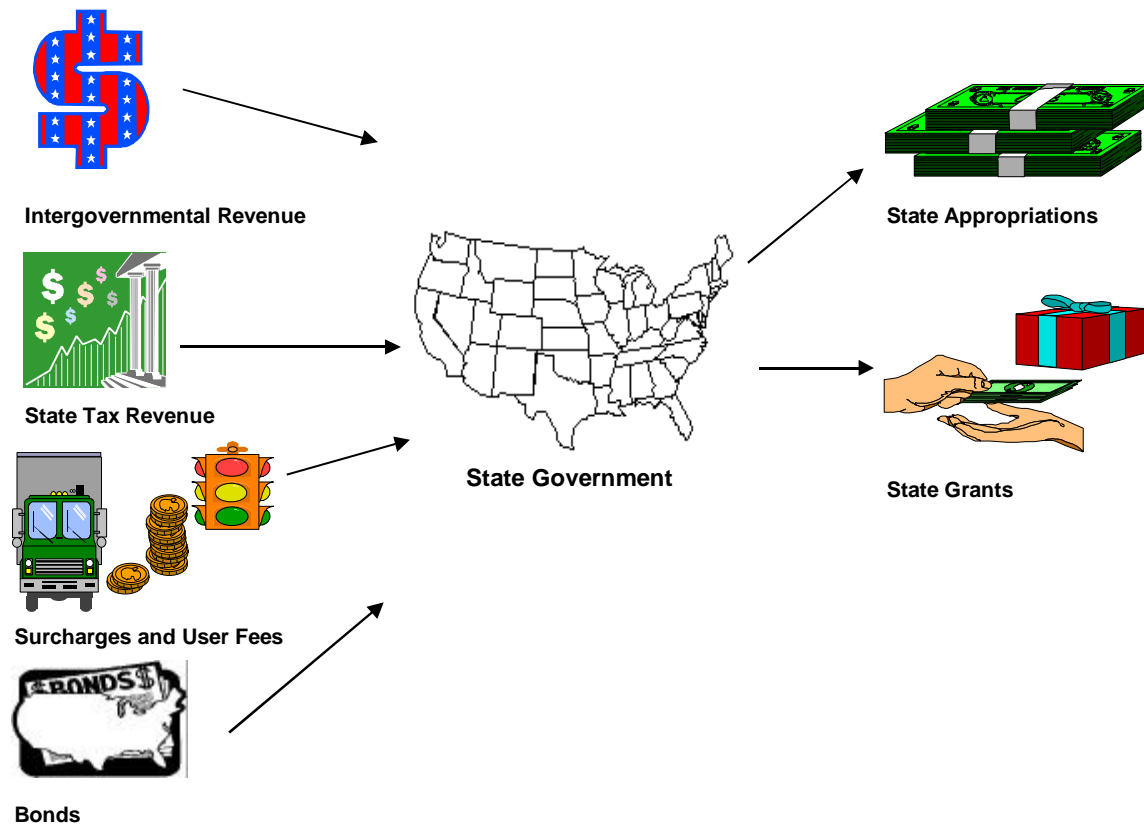 Intergovernmental Revenue
State Appropriations
State Tax Revenue
State Government
State Grants
Surcharges and User Fees
$BONDS$
Bonds